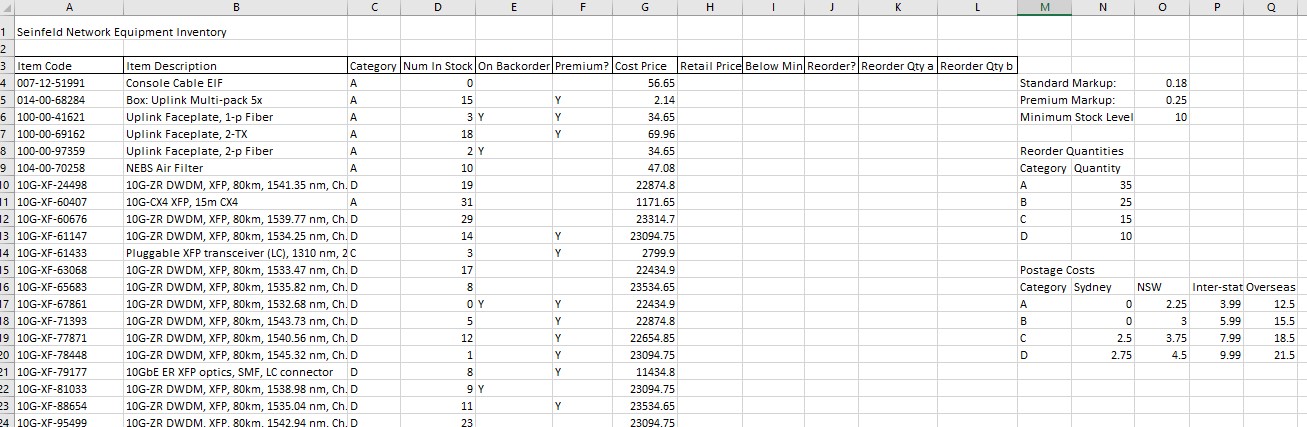 A B C D E F G H I J K L M N O P Q
1 Seinfeld Network Equipment Inventory
2
3 Item Code Item Description Category Num In Stock On Backorder Premium? Cost Price Retail Price Below Min Reorder? Reorder Qty a Reorder Qty b
4 007-12-51991 Console Cable EIF A 0 56.65 Standard Markup: 0.18
5 014-00-68284 Box: Uplink Multi-pack 5x A 15 Y 2.14 Premium Markup: 0.25
6 100-00-41621 Uplink Faceplate, 1-p Fiber A 3 Y Y 34.65 Minimum Stock Level 10
7 100-00-69162 Uplink Faceplate, 2-TX A 18 Y 69.96
8 100-00-97359 Uplink Faceplate, 2-p Fiber A 2 Y 34.65 Reorder Quantities
9 104-00-70258 NEBS Air Filter A 10 47.08 Category Quantity
10 10G-XF-24498 10G-ZR DWDM, XFP, 80km, 1541.35 nm, Ch. D 19 22874.8 A 35
11 10G-XF-60407 10G-CX4 XFP, 15m CX4 A 31 1171.65 B 25
12 10G-XF-60676 10G-ZR DWDM, XFP, 80km, 1539.77 nm, Ch. D 29 23314.7 C 15
13 10G-XF-61147 10G-ZR DWDM, XFP, 80km, 1534.25 nm, Ch. D 14 Y 23094.75 D 10
14 10G-XF-61433 Pluggable XFP transceiver (LC), 1310 nm, 2 C 3 Y 2799.9
15 10G-XF-63068 10G-ZR DWDM, XFP, 80km, 1533.47 nm, Ch. D 17 22434.9 Postage Costs
16 10G-XF-65683 10G-ZR DWDM, XFP, 80km, 1535.82 nm, Ch. D 8 23534.65 Category Sydney NSW Inter-stat Overseas
17 10G-XF-67861 10G-ZR DWDM, XFP, 80km, 1532.68 nm, Ch. D 0 Y Y 22434.9 A 0 2.25 3.99 12.5
18 10G-XF-71393 10G-ZR DWDM, XFP, 80km, 1543.73 nm, Ch. D 5 Y 22874.8 B 0 3 5.99 15.5
19 10G-XF-77871 10G-ZR DWDM, XFP, 80km, 1540.56 nm, Ch. D 12 Y 22654.85 C 2.5 3.75 7.99 18.5
20 10G-XF-78448 10G-ZR DWDM, XFP, 80km, 1545.32 nm, Ch. D 1 Y 23094.75 D 2.75 4.5 9.99 21.5
21 10G-XF-79177 10GbE ER XFP optics, SMF, LC connector D 8 Y 11434.8
22 10G-XF-81033 10G-ZR DWDM, XFP, 80km, 1538.98 nm, Ch. D 9 Y 23094.75
23 10G-XF-88654 10G-ZR DWDM, XFP, 80km, 1535.04 nm, Ch. D 11 Y 23534.65
24 10G-XF-95499 10G-ZR DWDM, XFP, 80km, 1542.94 nm, Ch. D 23 23094.75